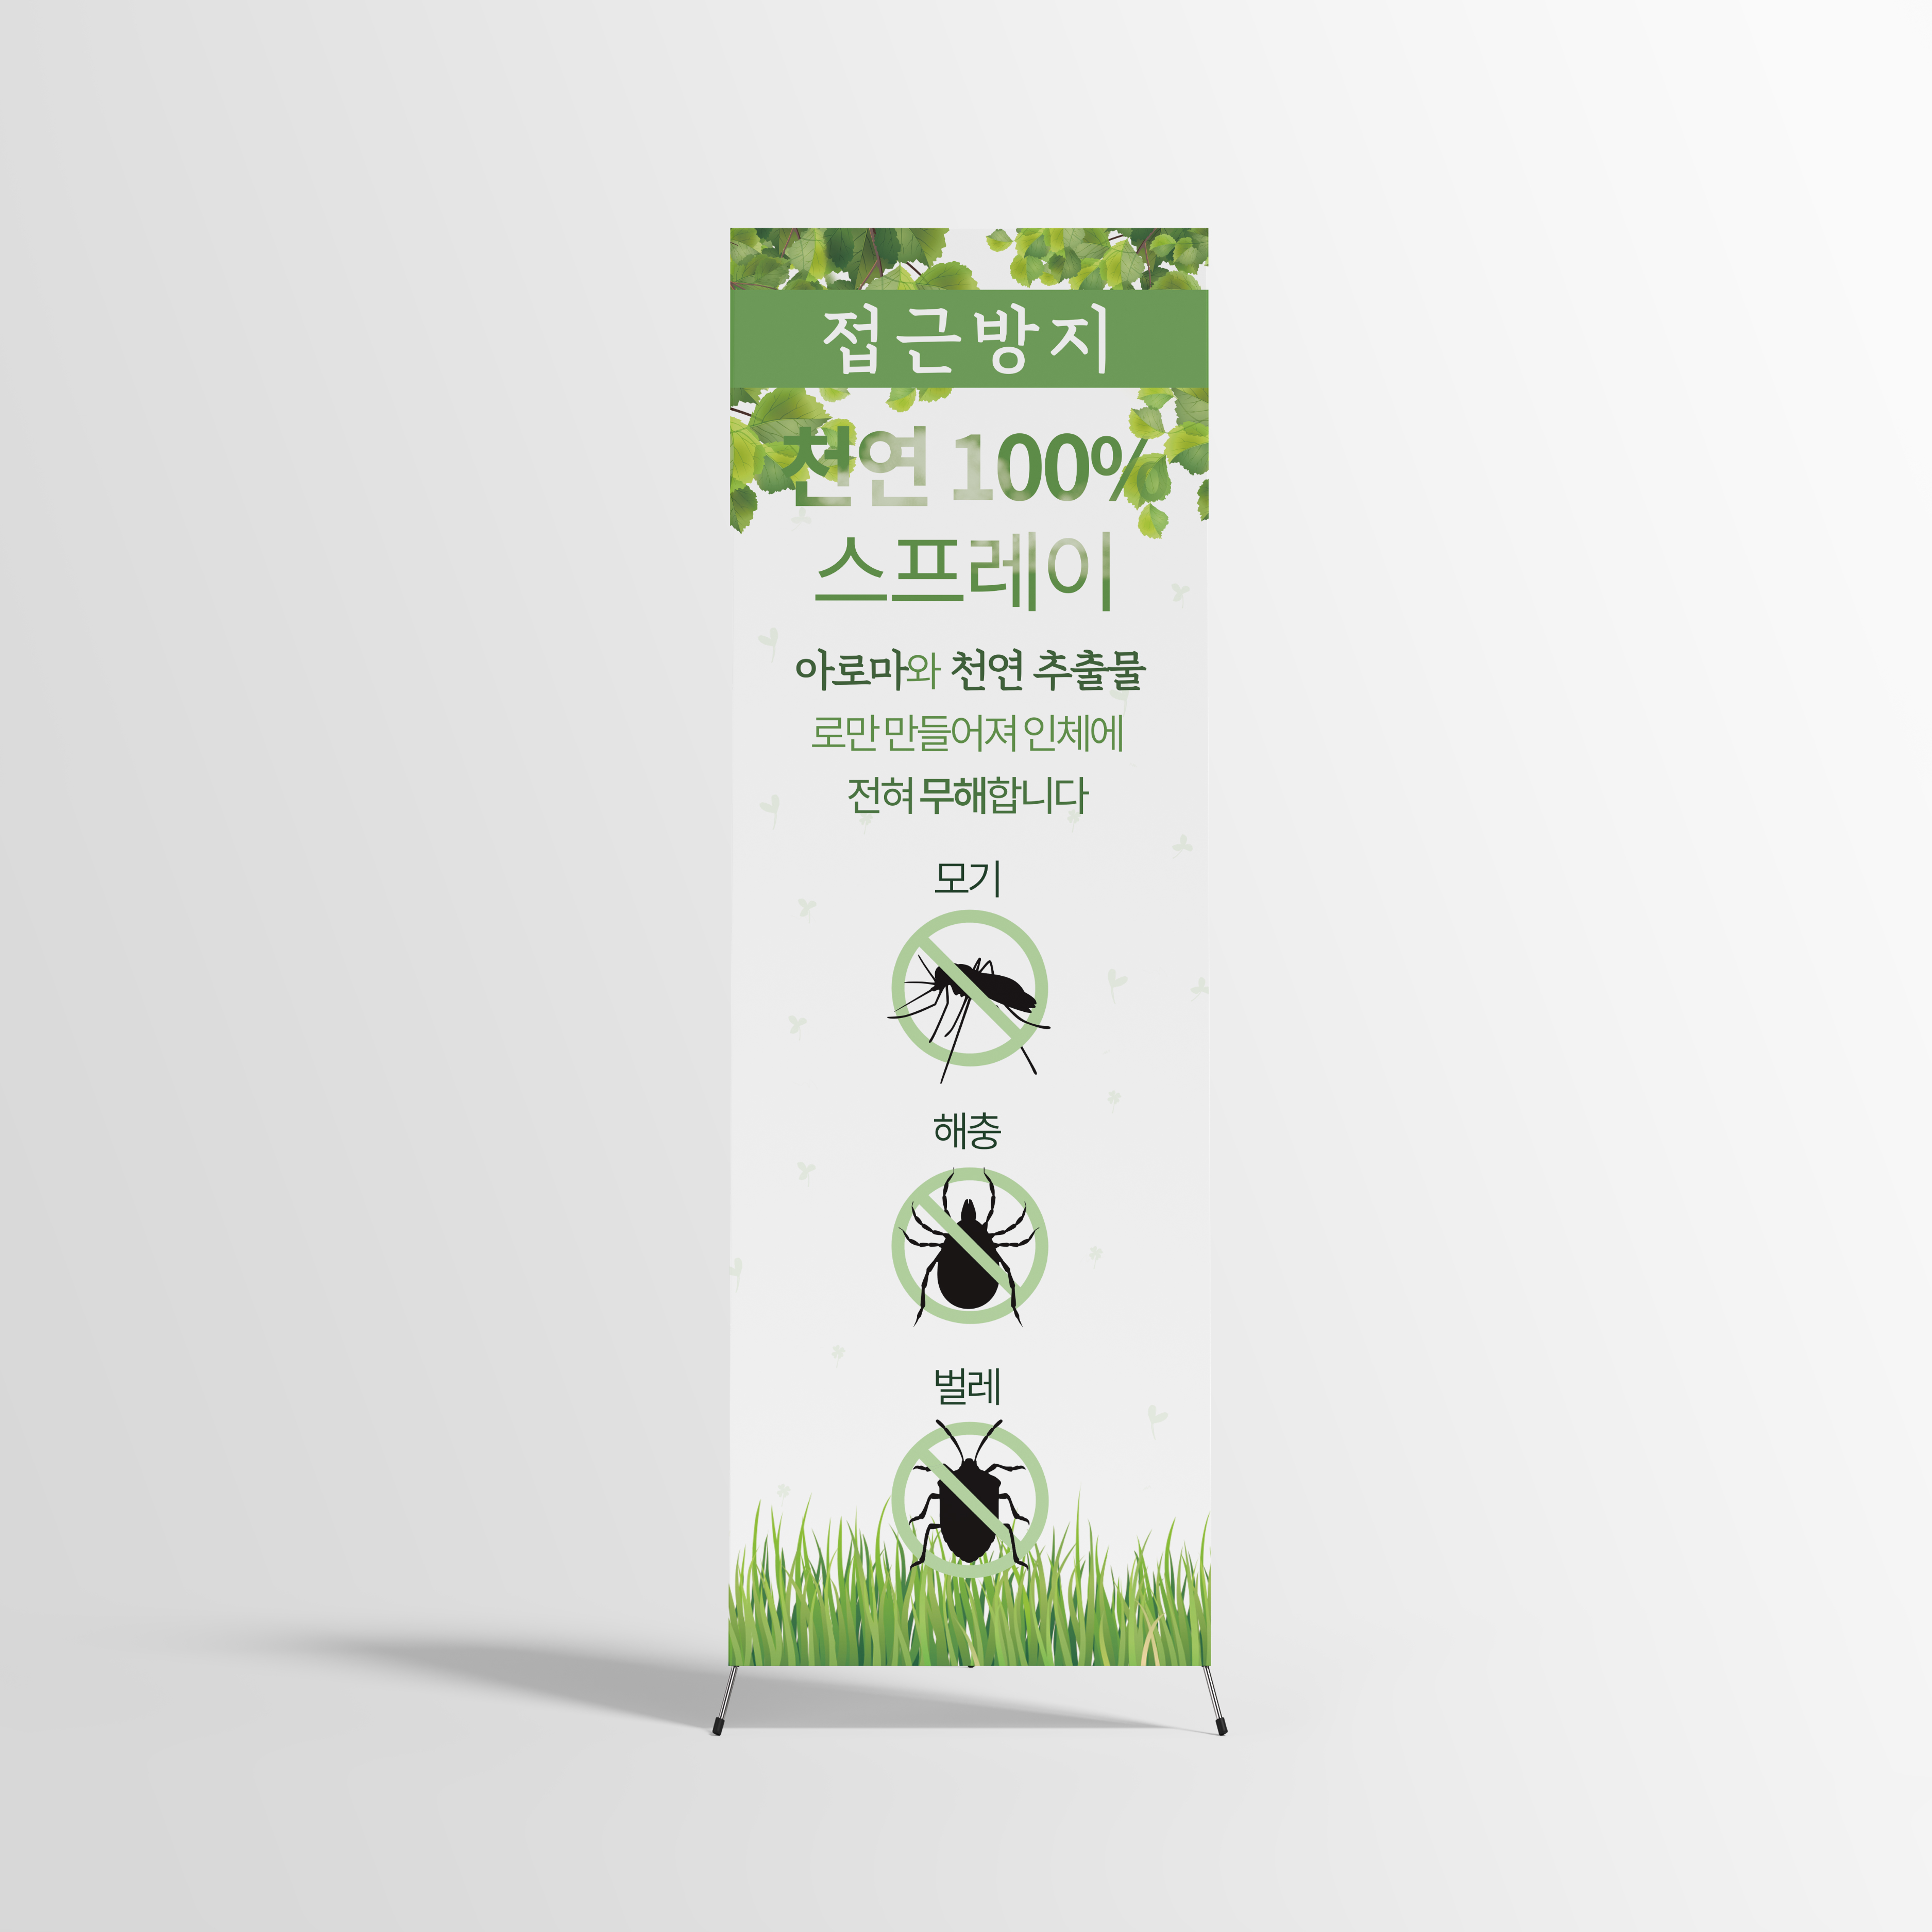 접근방지
천연 100%
스프레이
아로마와 천연 추출물
로만 만들어져 인체에
전혀 무해합니다
모기
해충
벌레